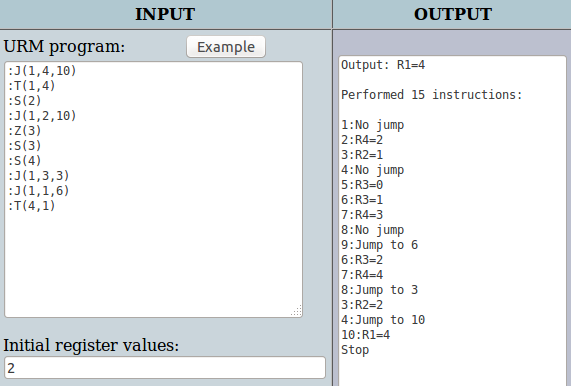 INPUT
URM program:
Example
:J(1,4,10)
:T(1,4)
:S(2)
:J(1,2,10)
:Z(3)
:S(3)
:S(4)
:J(1,3,3)
:J(1,1,6)
:T(4,1)
Initial register values:
2
OUTPUT
Output: R1=4
Performed 15 instructions:
1:No jump
2:R4=2
3:R2=1
4:No jump
5:R3=0
6:R3=1
7:R4=3
8:No jump
9:Jump to 6
6:R3=2
7:R4=4
8:Jump to 3
3:R2=2
4:Jump to 10
10:R1=4
Stop